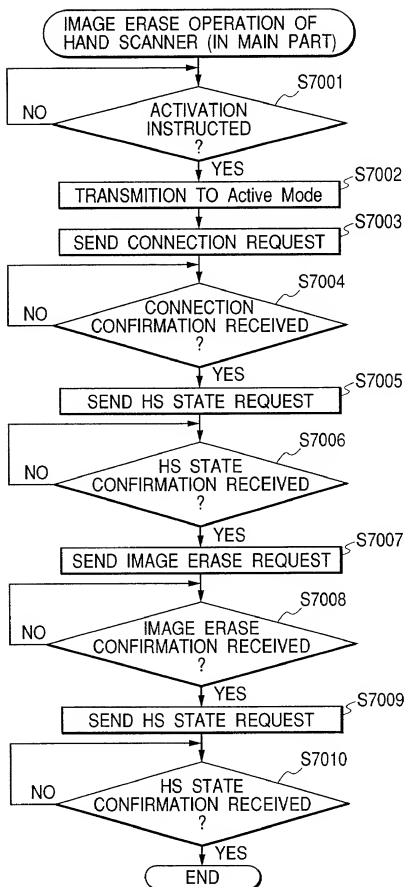 IMAGE ERASE OPERATION OF
HAND SCANNER (IN MAIN PART)
S7001
NO
ACTIVATION
INSTRUCTED
?
YES
S7002
TRANSMITION TO Active Mode
S7003
SEND CONNECTION REQUEST
S7004
NO
CONNECTION
CONFIRMATION RECEIVED
?
YES
S7005
SEND HS STATE REQUEST
S7006
NO
HS STATE
CONFIRMATION RECEIVED
?
YES
S7007
SEND IMAGE ERASE REQUEST
S7008
NO
IMAGE ERASE
CONFIRMATION RECEIVED
?
YES
S7009
SEND HS STATE REQUEST
S7010
NO
HS STATE
CONFIRMATION RECEIVED
?
YES
END